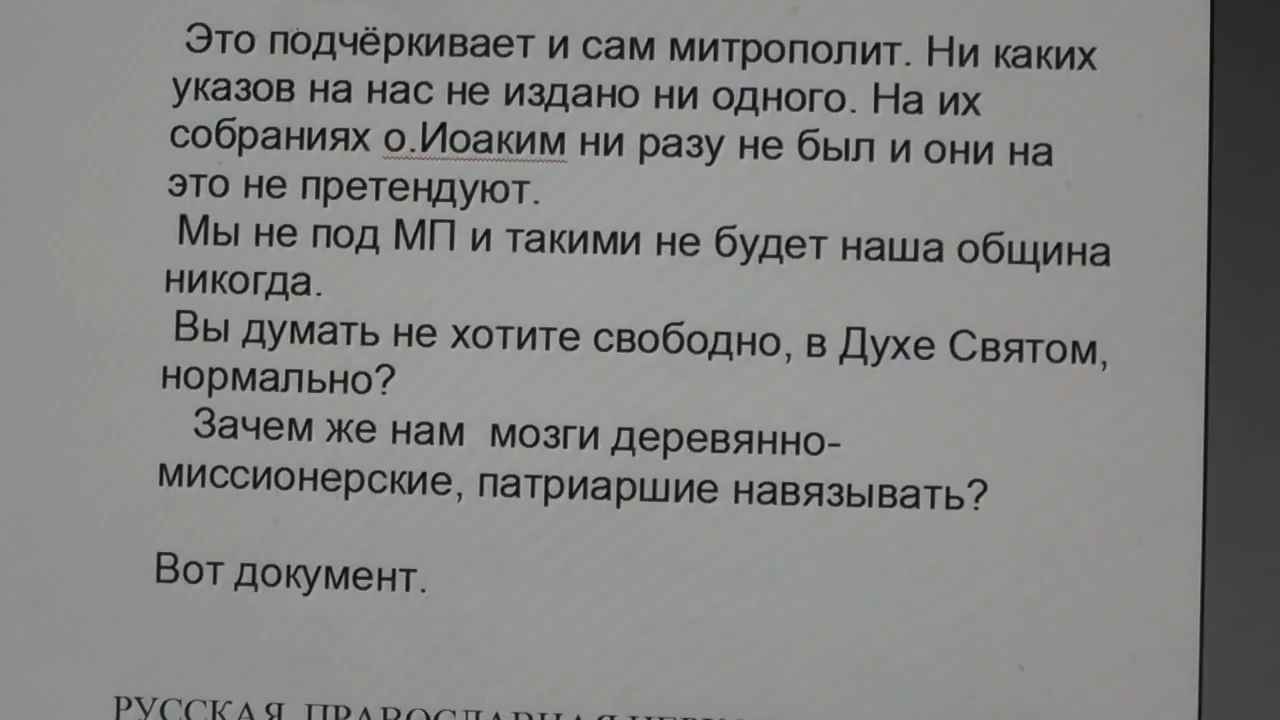 Это подчёркивает и сам митрополит. Ни каких
указов на нас не издано ни одного. На их
собраниях о.Иоаким ни разу не был и они на
это не претендуют.
Мы не под МП и такими не будет наша община
никогда.
Вы думать не хотите свободно, в Духе Святом,
нормально?
Зачем же нам  мозги деревянно-
миссионерские, патриаршие навязывать?
Вот документ.
РУССКАЯ ПРАВОСЛАВНАЯ